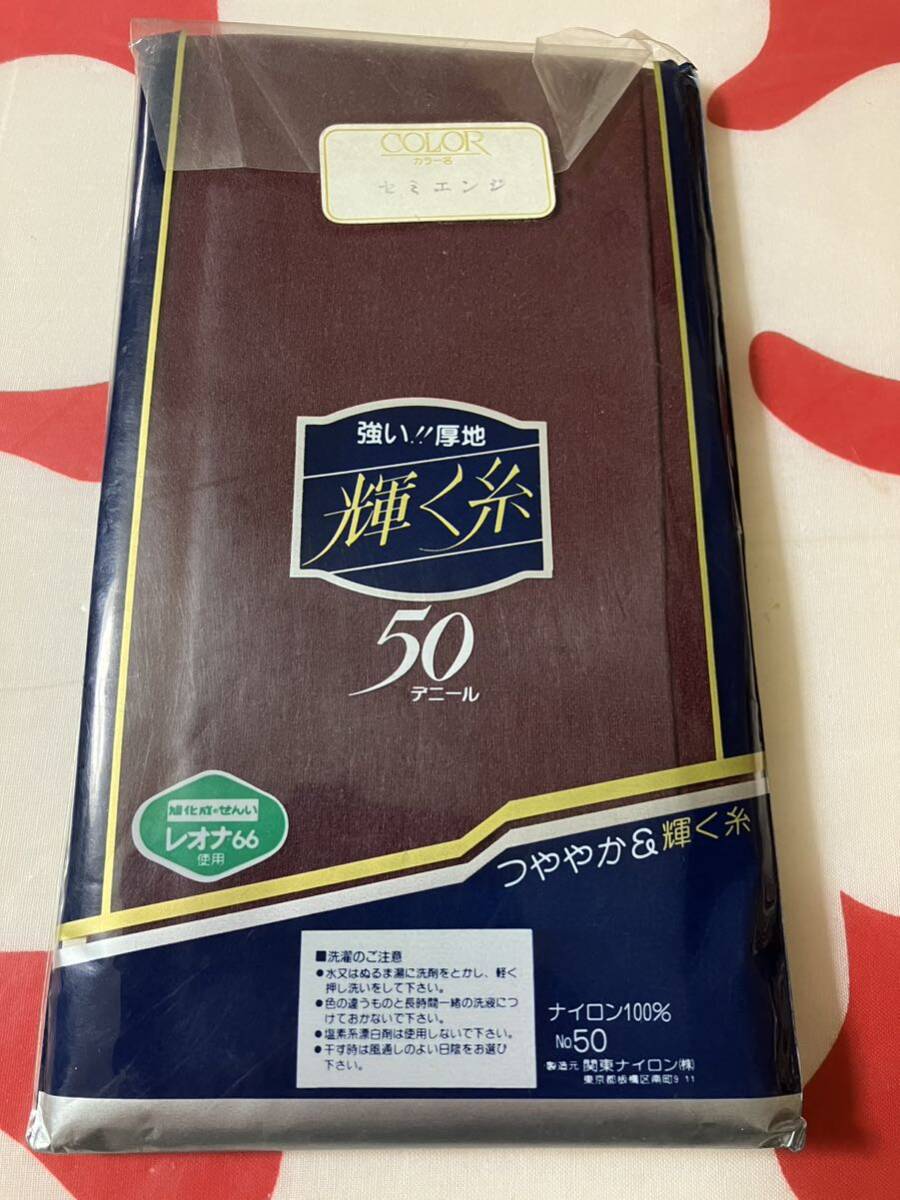 COLOR
カラー名
セミエンジ
強い!!厚地
輝く糸
50
デニール
旭化成のせんい
レオナ66
使用
つややか&輝く糸
■洗濯のご注意
●水又はぬるま湯に洗剤をとかし、軽く
押し洗いをして下さい。
●色の違うものと長時間一緒の洗液につ
けておかないで下さい。
●塩素系漂白剤は使用しないで下さい。
●干す時は風通しのよい日陰をお選び
下さい。
ナイロン100%
No50
製造元 関東ナイロン(株)
東京都板橋区南町9 11